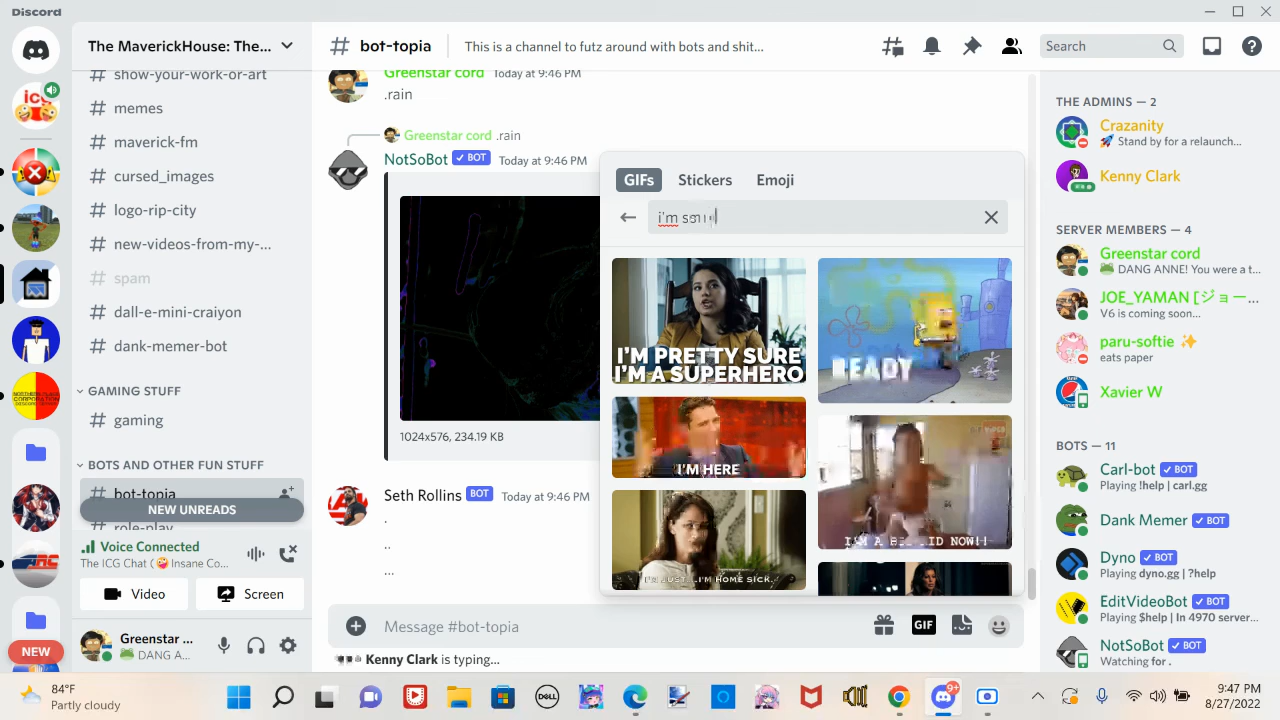 Discord
The MaverickHouse: The...
bot-topia
This is a channel to futz around with bots and shit...
Search
show-your-work-or-art
memes
maverick-fm
cursed_images
logo-rip-city
new-videos-from-my-...
spam
dall-e-mini-craiyon
dank-memer-bot
GAMING STUFF
gaming
BOTS AND OTHER FUN STUFF
bot-topia
NEW UNREADS
role-play
Voice Connected
The ICG Chat ( Insane Co...
Video
Screen
Greenstar ...
DANG A...
NEW
Greenstar cord Today at 9:46 PM
.rain
Greenstar cord .rain
NotSoBot BOT Today at 9:46 PM
1024x576, 234.19 KB
Seth Rollins BOT Today at 9:46 PM
.
..
...
GIFs
Stickers
Emoji
i'm
I'M PRETTY SURE
I'M A SUPERHERO
READY
I'M HERE
I'M JUST...I'M HOME SICK.
Message #bot-topia
GIF
Kenny Clark is typing...
THE ADMINS — 2
Crazanity
🚀 Stand by for a relaunch...
Kenny Clark
SERVER MEMBERS — 4
Greenstar cord
DANG ANNE! You were a t...
JOE_YAMAN [ジョー...
V6 is coming soon...
paru-softie ✨
eats paper
Xavier W
BOTS — 11
Carl-bot BOT
Playing !help | carl.gg
Dank Memer BOT
Dyno BOT
Playing dyno.gg | ?help
EditVideoBot BOT
Playing $help | In 4970 server...
NotSoBot BOT
Watching for .
84°F
Partly cloudy
DELL
9+
9:47 PM
8/27/2022